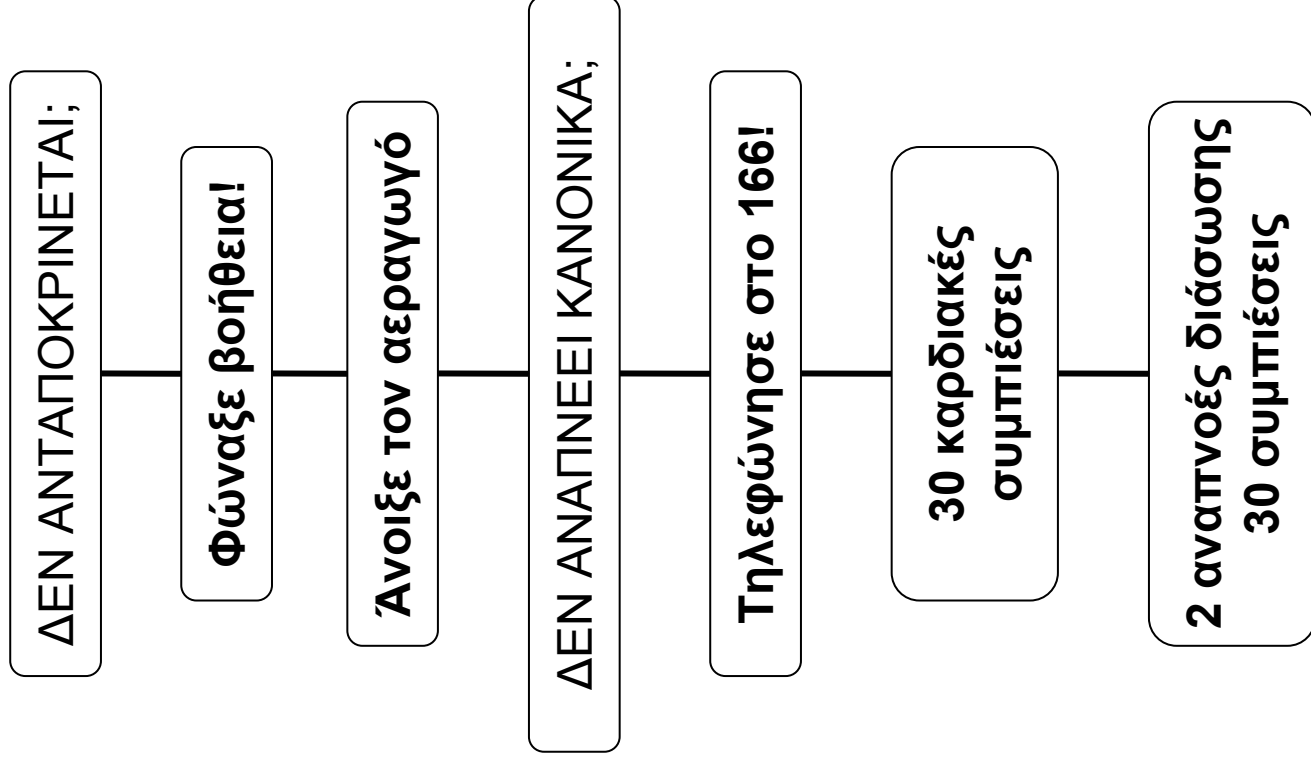 ΔΕΝ ΑΝΤΑΠΟΚΡΙΝΕΤΑΙ;
Φώναξε βοήθεια!
Άνοιξε τον αεραγωγό
ΔΕΝ ΑΝΑΠΝΕΕΙ ΚΑΝΟΝΙΚΑ;
Τηλεφώνησε στο 166!
30 καρδιακές
συμπιέσεις
2 αναπνοές διάσωσης
30 συμπιέσεις